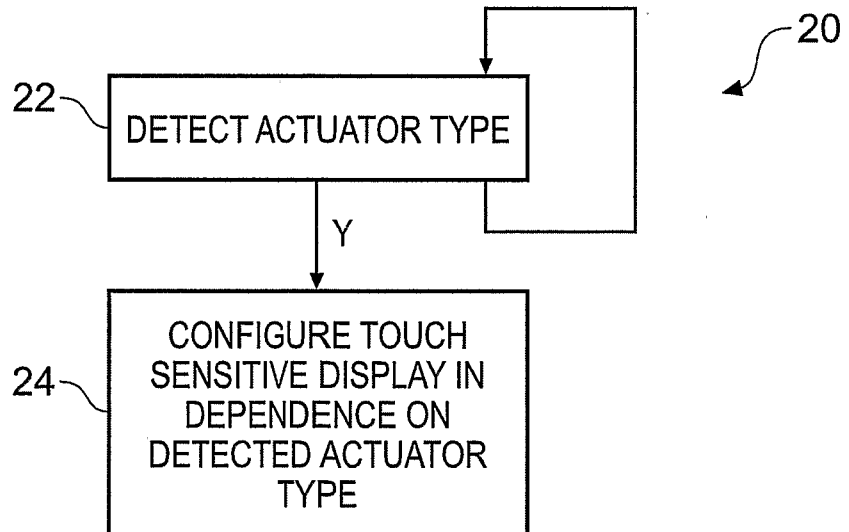 20
22
DETECT ACTUATOR TYPE
Y
24
CONFIGURE TOUCH
SENSITIVE DISPLAY IN
DEPENDENCE ON
DETECTED ACTUATOR
TYPE